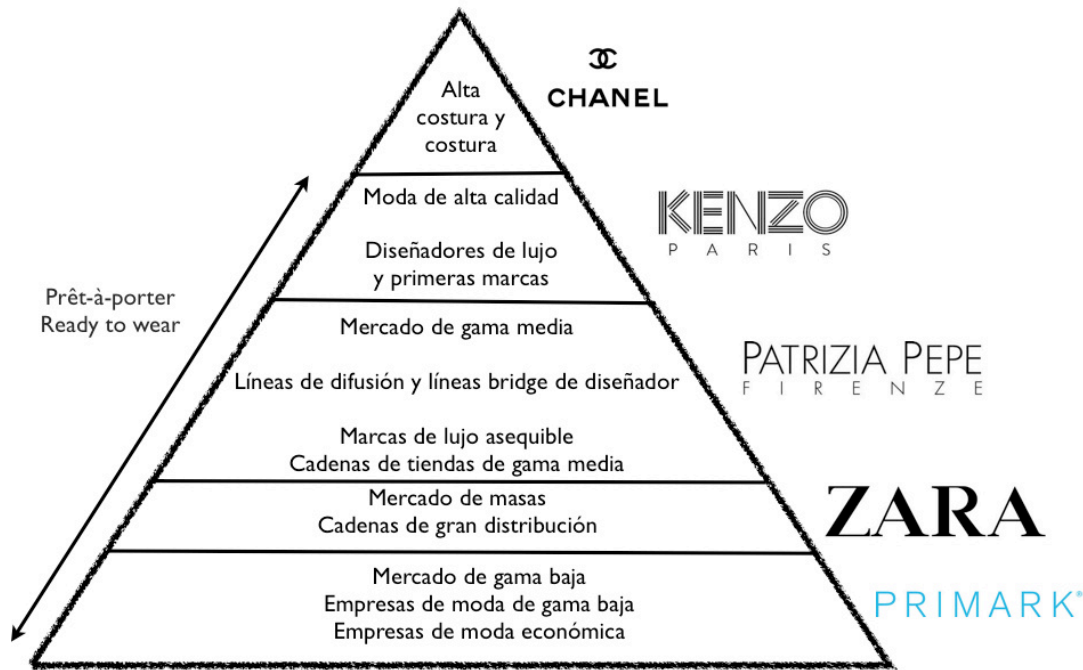 CHANEL
Alta
costura y
costura
Moda de alta calidad
KENZO
PARIS
Diseñadores de lujo
y primeras marcas
Prêt-à-porter
Ready to wear
Mercado de gama media
PATRIZIA PEPE
FIRENZE
Líneas de difusión y líneas bridge de diseñador
Marcas de lujo asequible
Cadenas de tiendas de gama media
Mercado de masas
Cadenas de gran distribución
ZARA
Mercado de gama baja
Empresas de moda de gama baja
Empresas de moda económica
PRIMARK®